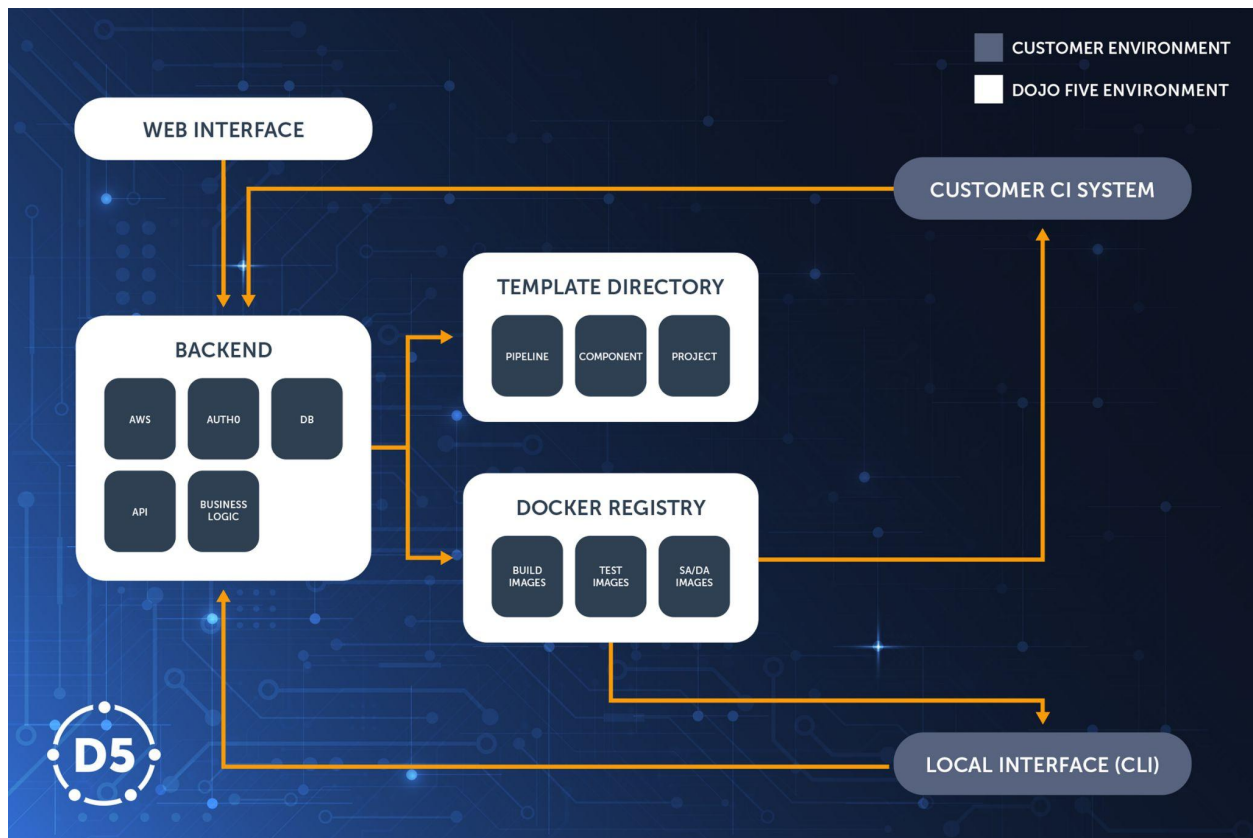 CUSTOMER ENVIRONMENT
DOJO FIVE ENVIRONMENT
WEB INTERFACE
CUSTOMER CI SYSTEM
TEMPLATE DIRECTORY
PIPELINE
COMPONENT
PROJECT
BACKEND
AWS
AUTH0
DB
API
BUSINESS
LOGIC
DOCKER REGISTRY
BUILD
IMAGES
TEST
IMAGES
SA/DA
IMAGES
LOCAL INTERFACE (CLI)
D5